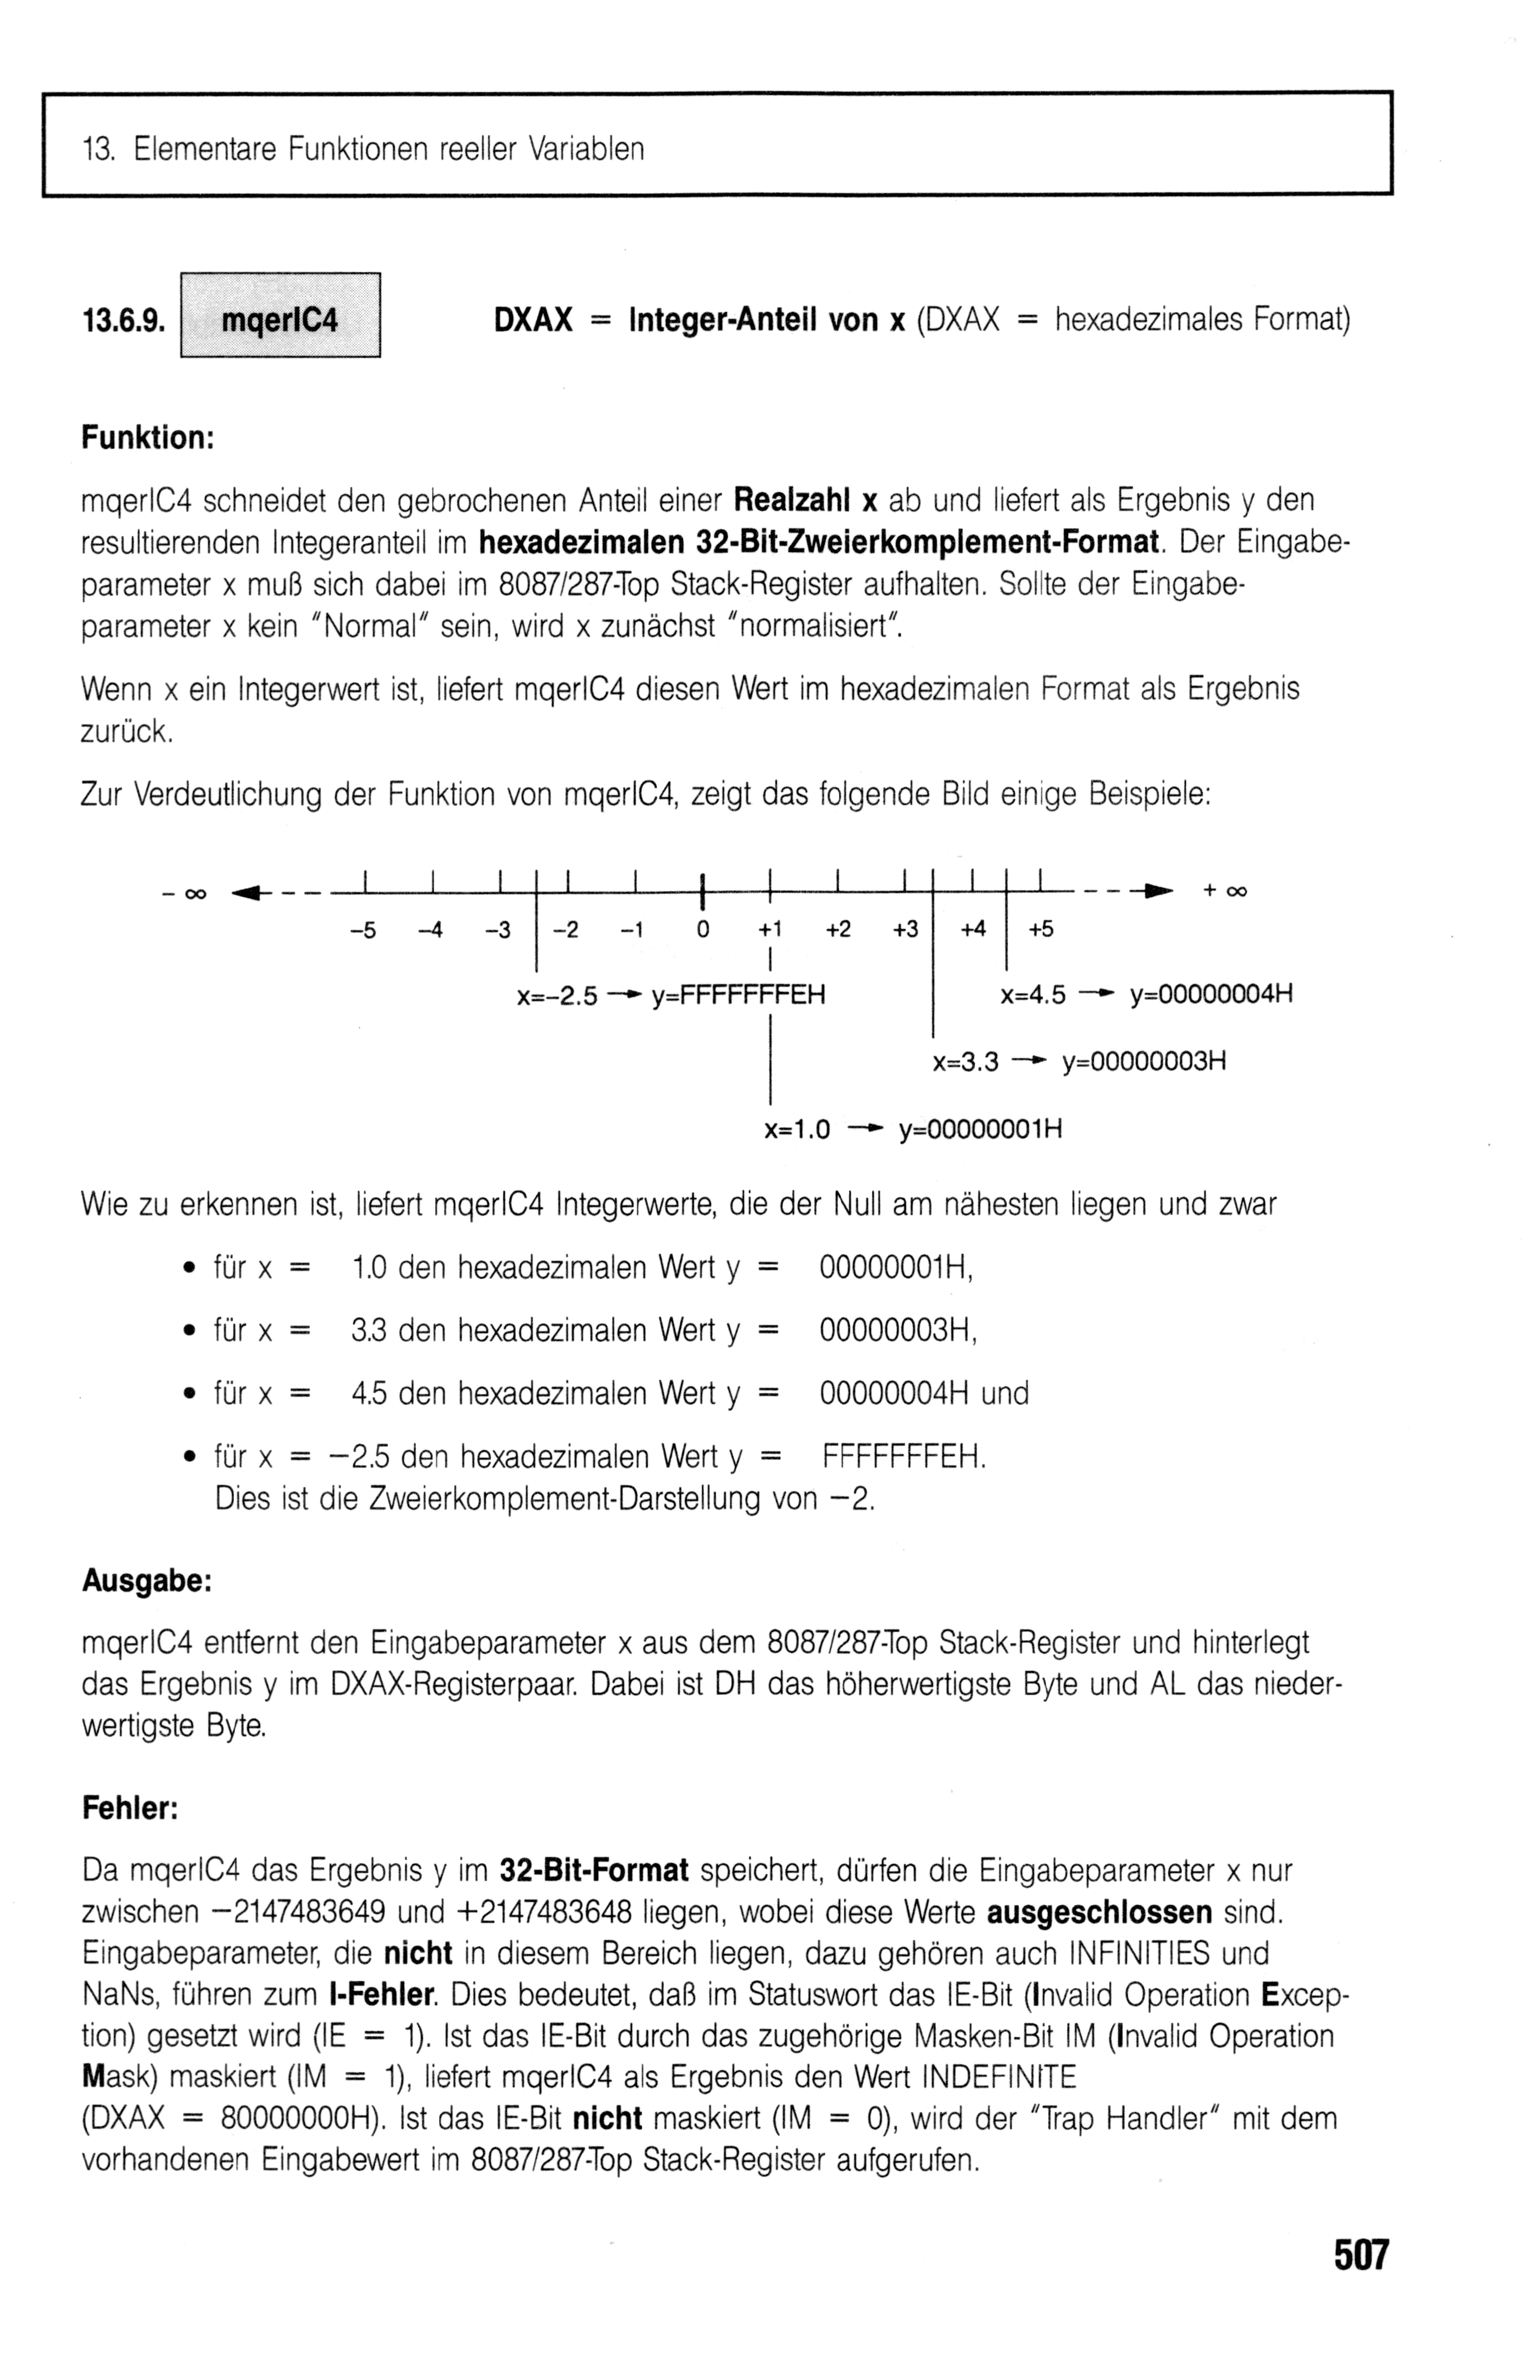 13. Elementare Funktionen reeller Variablen
13.6.9. mqerIC4 DXAX = Integer-Anteil von x (DXAX = hexadezimales Format)
Funktion:
mqerIC4 schneidet den gebrochenen Anteil einer Realzahl x ab und liefert als Ergebnis y den
resultierenden Integeranteil im hexadezimalen 32-Bit-Zweierkomplement-Format. Der Eingabe-
parameter x muß sich dabei im 8087/287-Top Stack-Register aufhalten. Sollte der Eingabe-
parameter x kein "Normal" sein, wird x zunächst "normalisiert".
Wenn x ein Integerwert ist, liefert mqerIC4 diesen Wert im hexadezimalen Format als Ergebnis
zurück.
Zur Verdeutlichung der Funktion von mqerIC4, zeigt das folgende Bild einige Beispiele:
− ∞ + ∞
−5 −4 −3 −2 −1 0 +1 +2 +3 +4 +5
x=−2.5 → y=FFFFFFFEH x=4.5 → y=00000004H
x=3.3 → y=00000003H
x=1.0 → y=00000001H
Wie zu erkennen ist, liefert mqerIC4 Integerwerte, die der Null am nähesten liegen und zwar
• für x = 1.0 den hexadezimalen Wert y = 00000001H,
• für x = 3.3 den hexadezimalen Wert y = 00000003H,
• für x = 4.5 den hexadezimalen Wert y = 00000004H und
• für x = −2.5 den hexadezimalen Wert y = FFFFFFFEH.
Dies ist die Zweierkomplement-Darstellung von −2.
Ausgabe:
mqerIC4 entfernt den Eingabeparameter x aus dem 8087/287-Top Stack-Register und hinterlegt
das Ergebnis y im DXAX-Registerpaar. Dabei ist DH das höherwertigste Byte und AL das nieder-
wertigste Byte.
Fehler:
Da mqerIC4 das Ergebnis y im 32-Bit-Format speichert, dürfen die Eingabeparameter x nur
zwischen −2147483649 und +2147483648 liegen, wobei diese Werte ausgeschlossen sind.
Eingabeparameter, die nicht in diesem Bereich liegen, dazu gehören auch INFINITIES und
NaNs, führen zum I-Fehler. Dies bedeutet, daß im Statuswort das IE-Bit (Invalid Operation Excep-
tion) gesetzt wird (IE = 1). Ist das IE-Bit durch das zugehörige Masken-Bit IM (Invalid Operation
Mask) maskiert (IM = 1), liefert mqerIC4 als Ergebnis den Wert INDEFINITE
(DXAX = 80000000H). Ist das IE-Bit nicht maskiert (IM = 0), wird der "Trap Handler" mit dem
vorhandenen Eingabewert im 8087/287-Top Stack-Register aufgerufen.
507